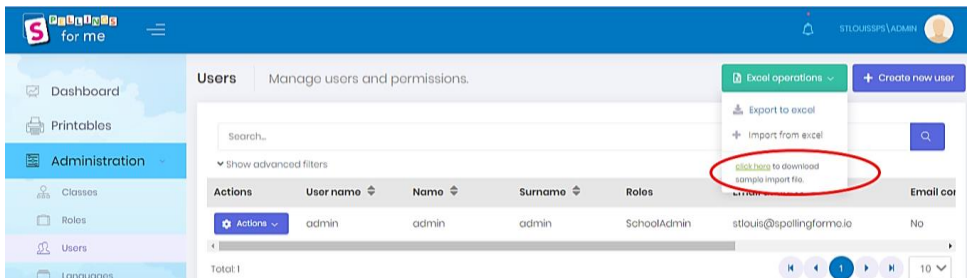 S SPELLINGS
for me
STLOUISSPS\ADMIN
Dashboard
Printables
Administration
Classes
Roles
Users
Languages
Users Manage users and permissions.
Excel operations
+ Create new user
Export to excel
+ Import from excel
click here to download
sample import file.
Search...
Show advanced filters
Actions User name Name Surname Roles Email con
Actions admin admin admin SchoolAdmin stlouis@spellingforme.io No
Total: 1
1
10